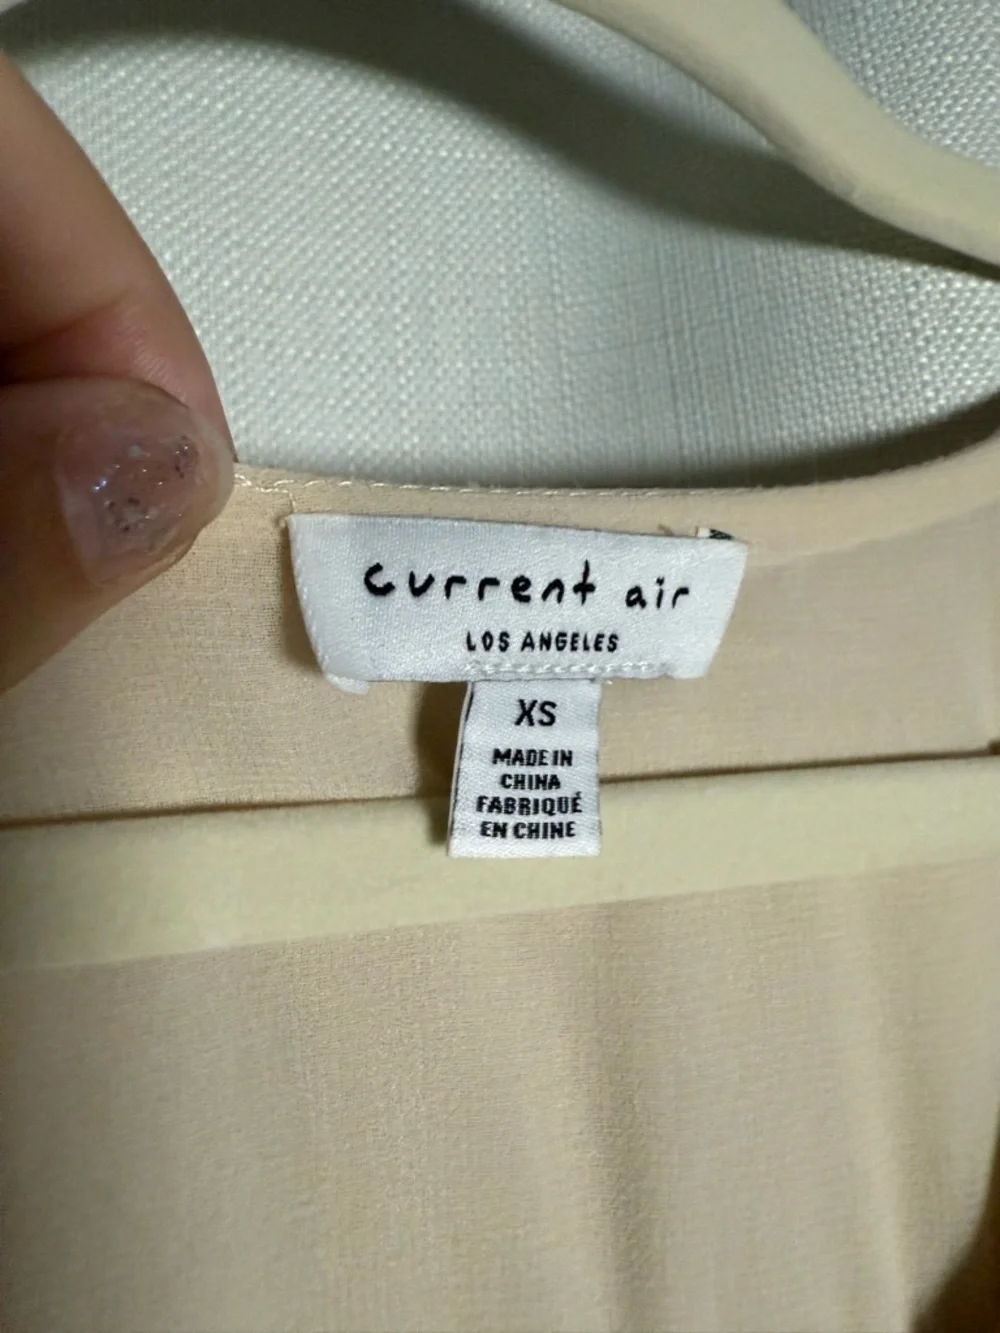 current air
LOS ANGELES
XS
MADE IN
CHINA
FABRIQUÉ
EN CHINE